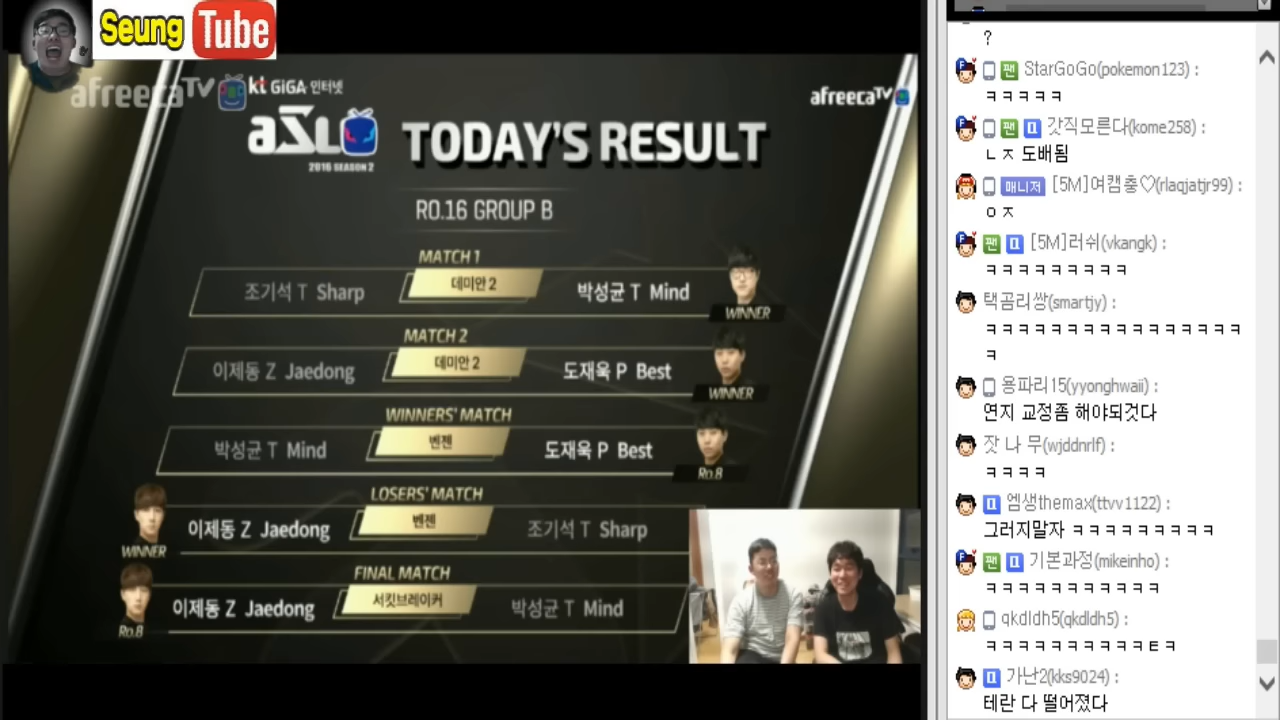 Seung Tube
afreecaTV
kt GiGA 인터넷
aSL
2016 SEASON 2
TODAY'S RESULT
afreecaTV
RO.16 GROUP B
MATCH 1
조기석 T Sharp
데미안 2
박성균 T Mind
WINNER
MATCH 2
이제동 Z Jaedong
데미안 2
도재욱 P Best
WINNER
WINNERS' MATCH
박성균 T Mind
벤젠
도재욱 P Best
Ro.8
LOSERS' MATCH
이제동 Z Jaedong
벤젠
조기석 T Sharp
WINNER
FINAL MATCH
이제동 Z Jaedong
서킷브레이커
박성균 T Mind
Ro.8
?
팬 StarGoGo(pokemon123) :
ㅋㅋㅋㅋㅋ
팬 갓직모른다(kome258) :
ㄴㅈ 도배됨
매니저 [5M]여캠충♡(rlaqjatjr99) :
ㅇㅈ
팬 [5M]러쉬(vkangk) :
ㅋㅋㅋㅋㅋㅋㅋㅋㅋ
택곰리쌍(smartjy) :
ㅋㅋㅋㅋㅋㅋㅋㅋㅋㅋㅋㅋㅋㅋㅋㅋ
ㅋ
용파리15(yyonghwaii) :
연지 교정좀 해야되것다
잣 나 무(wjddnrlf) :
ㅋㅋㅋㅋ
엠생themax(ttvv1122) :
그러지말자 ㅋㅋㅋㅋㅋㅋㅋㅋㅋ
팬 기본과정(mikeinho) :
ㅋㅋㅋㅋㅋㅋㅋㅋㅋㅋㅋ
qkdldh5(qkdldh5) :
ㅋㅋㅋㅋㅋㅋㅋㅋㅋㅋㅌㅋ
가난2(kks9024) :
테란 다 떨어졌다